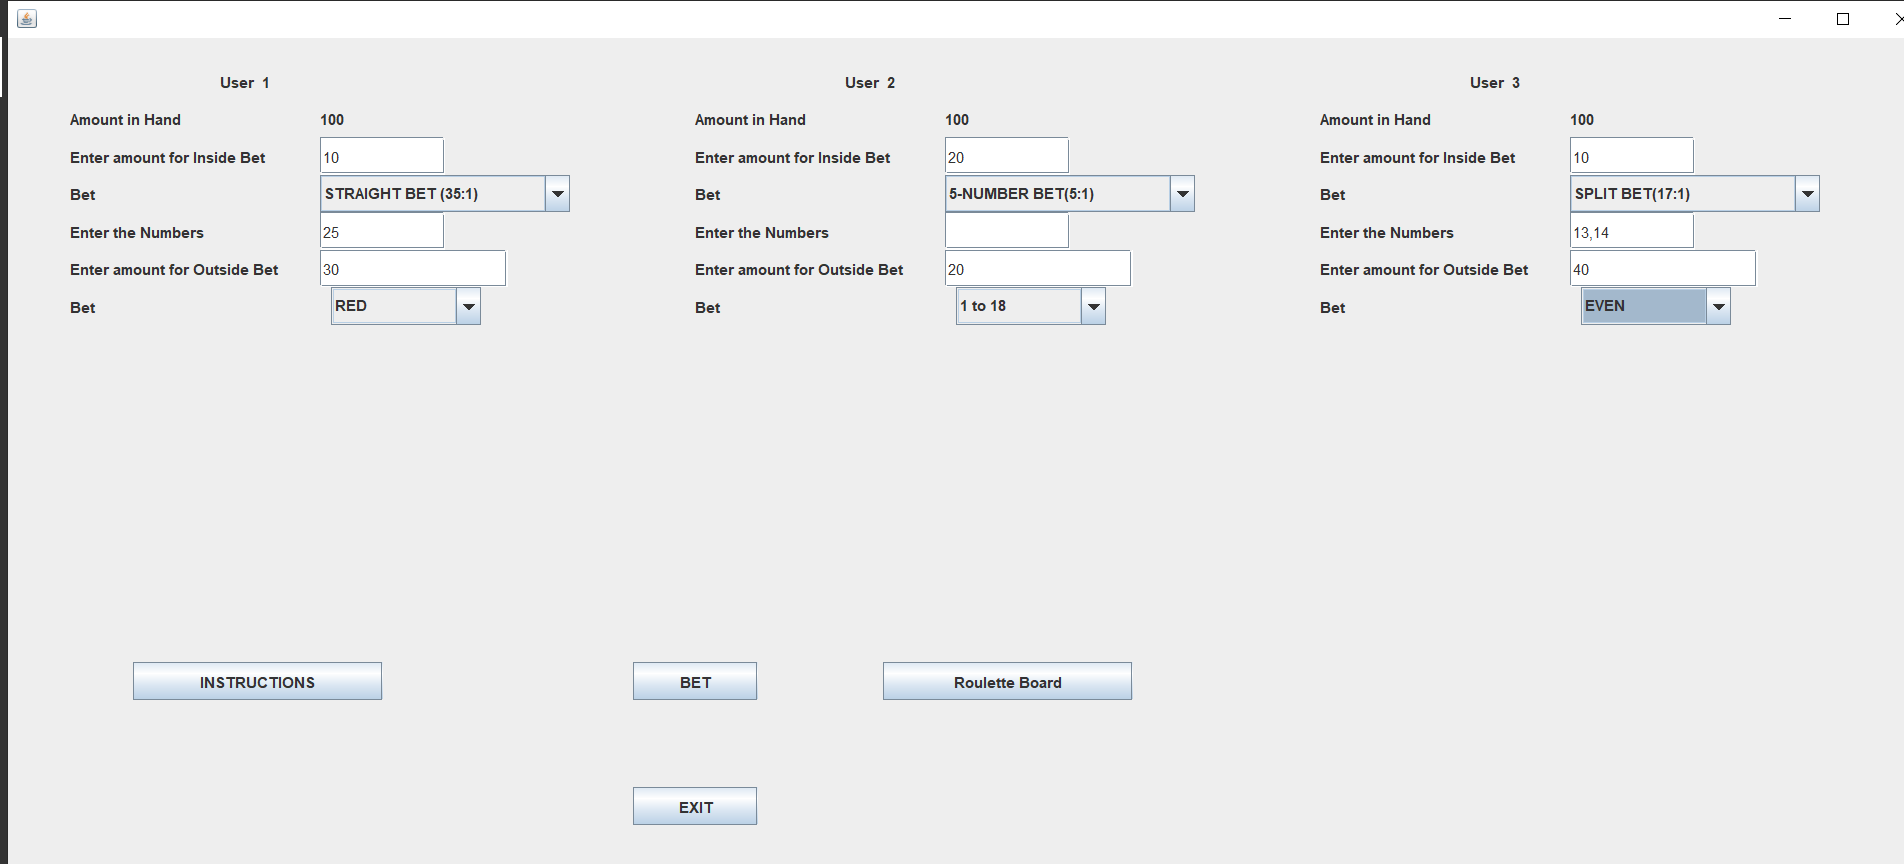 User 1 User 2 User 3
Amount in Hand 100 Amount in Hand 100 Amount in Hand 100
Enter amount for Inside Bet 10 Enter amount for Inside Bet 20 Enter amount for Inside Bet 10
Bet STRAIGHT BET (35:1) Bet 5-NUMBER BET(5:1) Bet SPLIT BET(17:1)
Enter the Numbers 25 Enter the Numbers Enter the Numbers 13,14
Enter amount for Outside Bet 30 Enter amount for Outside Bet 20 Enter amount for Outside Bet 40
Bet RED Bet 1 to 18 Bet EVEN
INSTRUCTIONS BET Roulette Board
EXIT